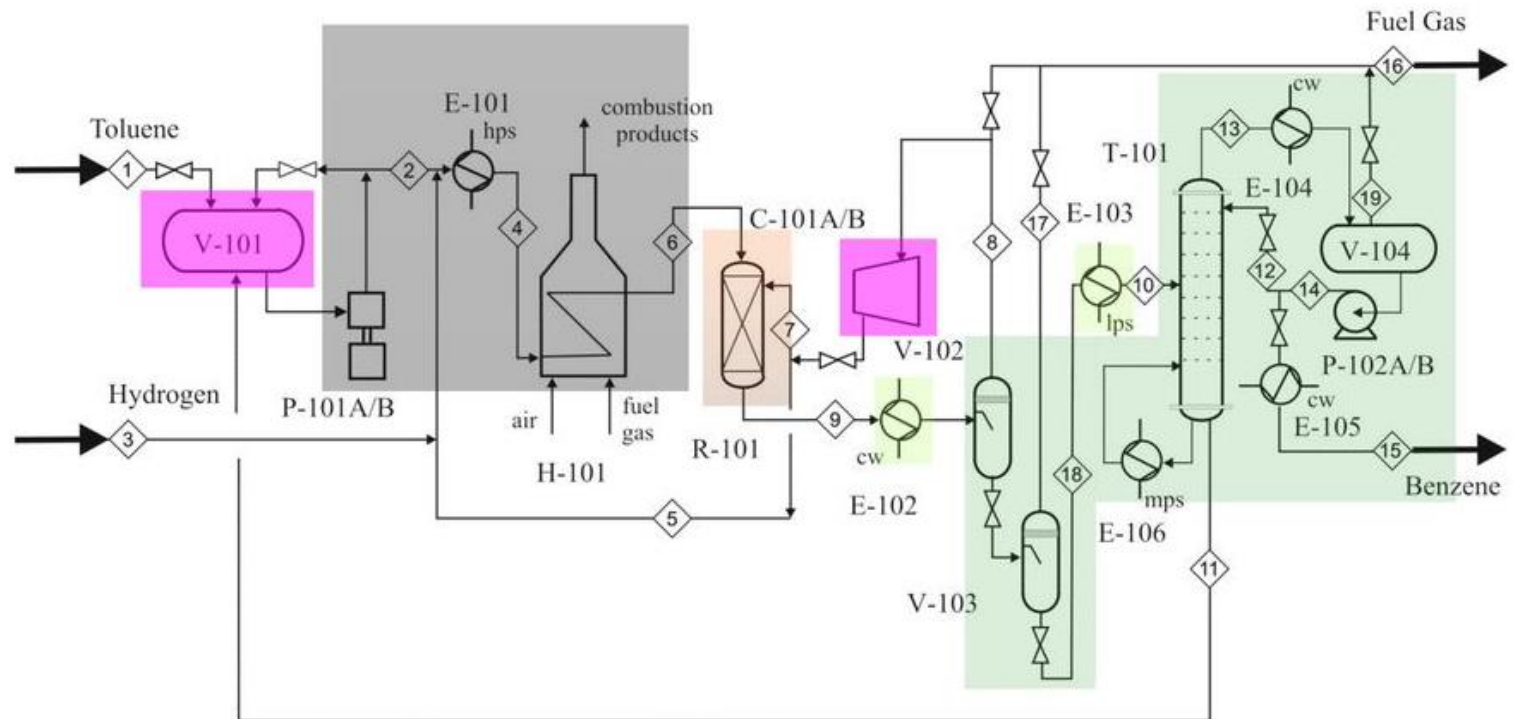 Fuel Gas
16
cw
E-101
hps
combustion
products
13
Toluene
T-101
1
2
E-104
19
C-101A/B
E-103
V-101
4
6
8
17
V-104
12
14
10
7
lps
V-102
P-102A/B
Hydrogen
P-101A/B
air
fuel
gas
9
cw
E-105
3
R-101
15
H-101
cw
18
Benzene
E-102
mps
5
E-106
11
V-103